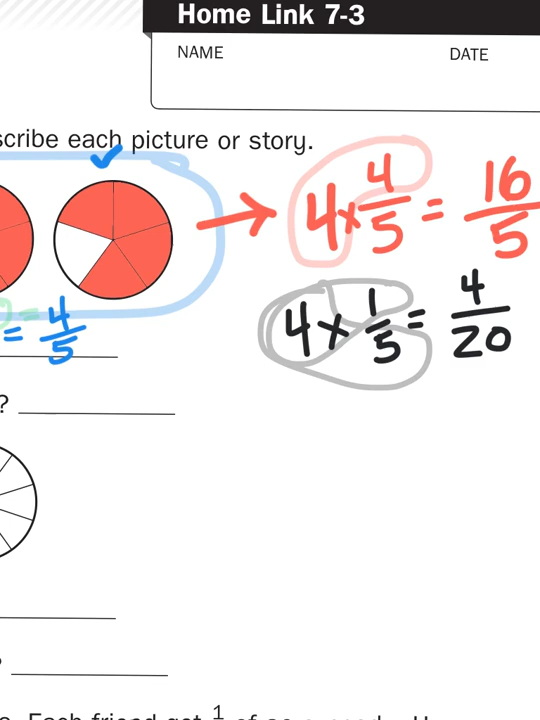 Home Link 7-3
NAME DATE
scribe each picture or story.
4 × 4/5 = 16/5
4 × 1/5 = 4/20
= 4/5
?
Each friend got 1